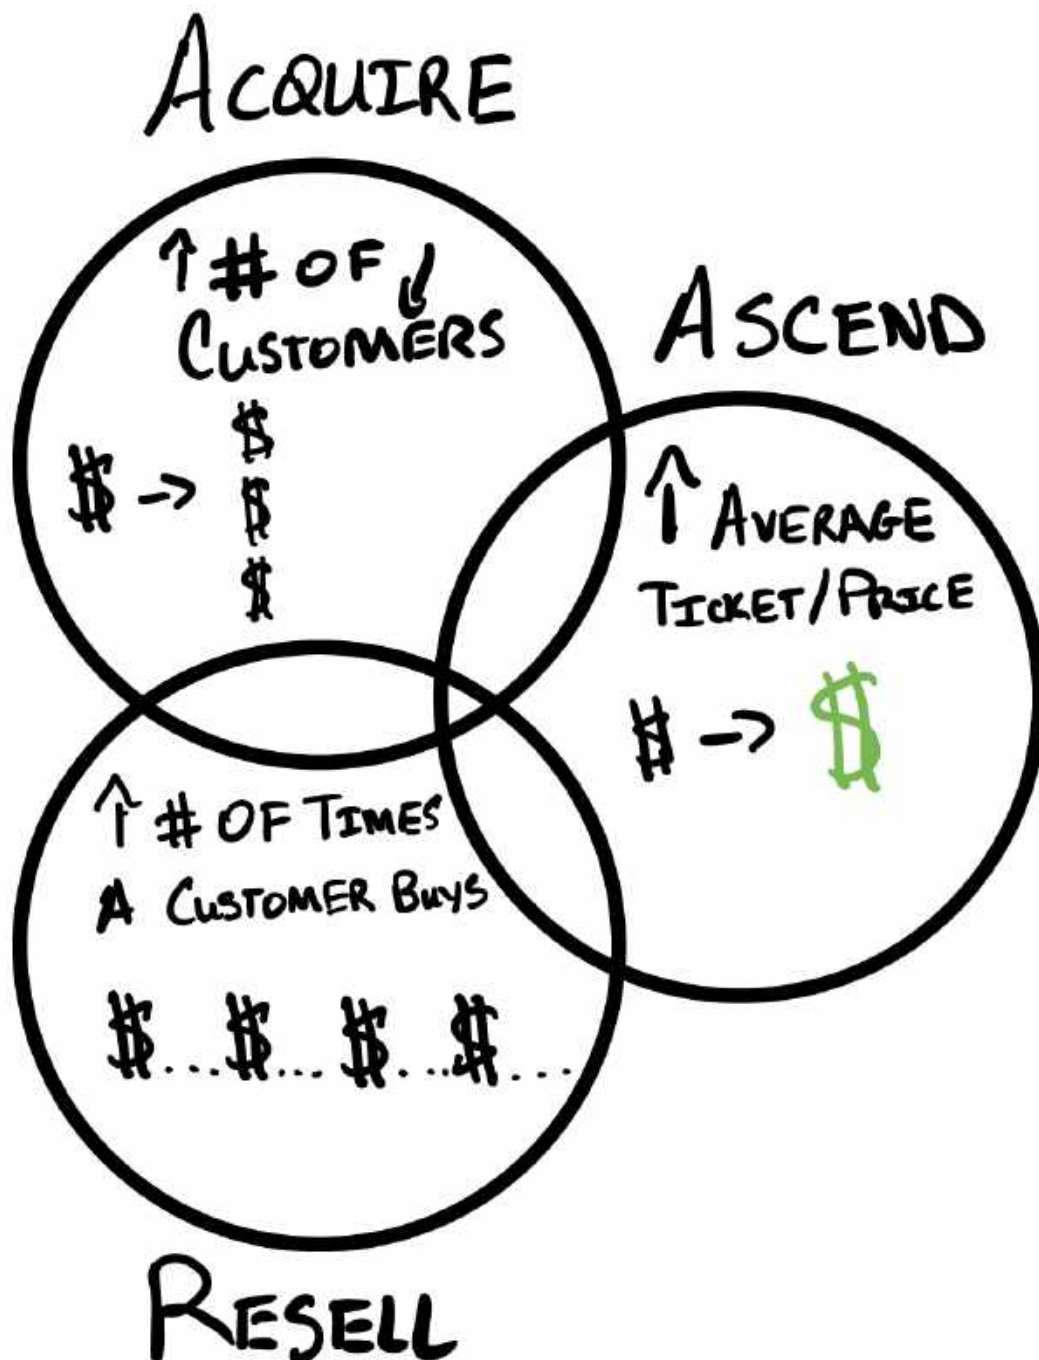 ACQUIRE
↑ # OF ↓
CUSTOMERS
$
$ → $
$
ASCEND
↑ AVERAGE
TICKET/PRICE
$ → $
↑ # OF TIMES
A CUSTOMER BUYS
$...$...$...$...
RESELL